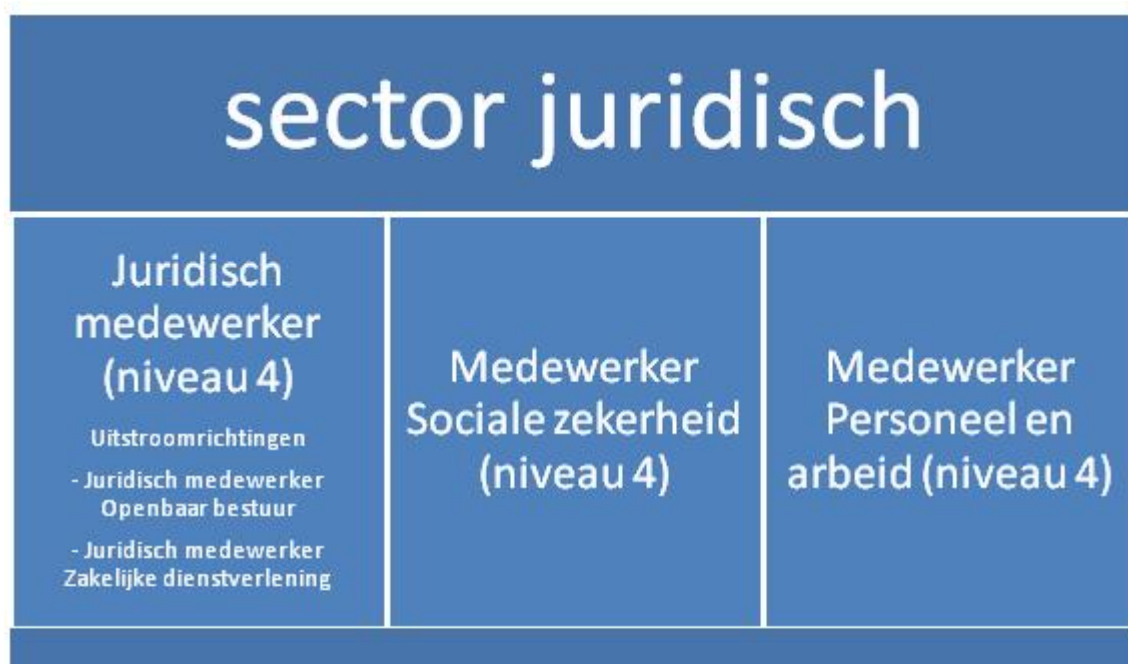 sector juridisch
Juridisch
medewerker
(niveau 4)
Uitstroomrichtingen
- Juridisch medewerker
Openbaar bestuur
- Juridisch medewerker
Zakelijke dienstverlening
Medewerker
Sociale zekerheid
(niveau 4)
Medewerker
Personeel en
arbeid (niveau 4)